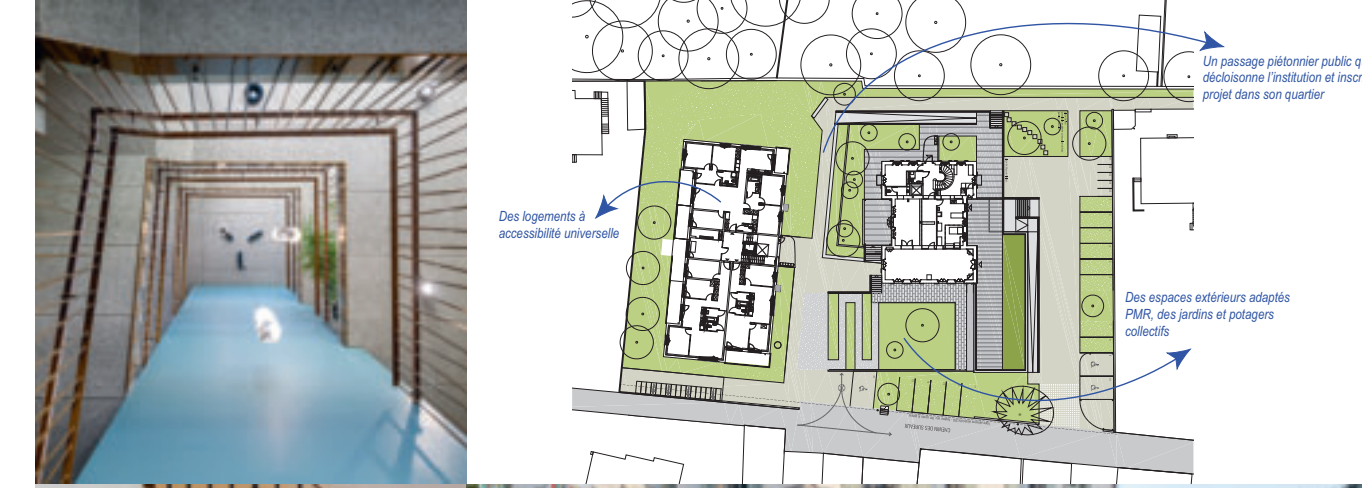 Un passage piétonnier public q
décloisonne l'institution et inscr
projet dans son quartier
Des logements à
accessibilité universelle
Des espaces extérieurs adaptés
PMR, des jardins et potagers
collectifs
CHEMIN DES SUREAUX